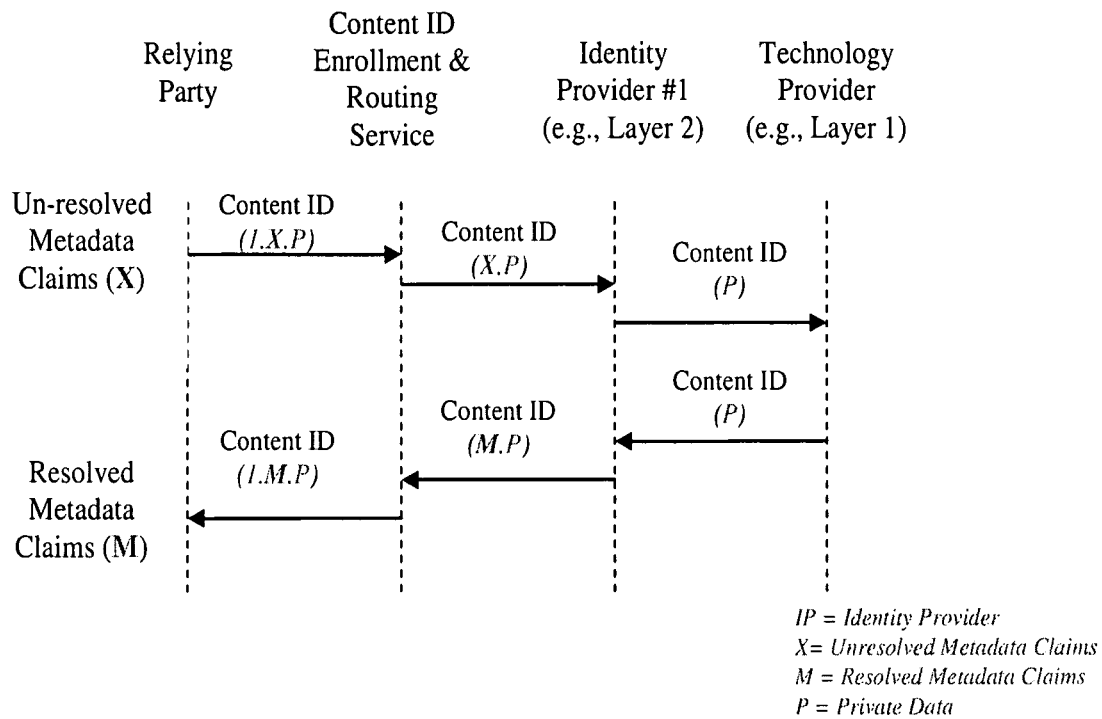 Relying
Party
Content ID
Enrollment &
Routing
Service
Identity
Provider #1
(e.g., Layer 2)
Technology
Provider
(e.g., Layer 1)
Un-resolved
Metadata
Claims (X)
Content ID
(1.X.P)
Content ID
(X.P)
Content ID
(P)
Content ID
(P)
Content ID
(M.P)
Content ID
(1.M.P)
Resolved
Metadata
Claims (M)
IP = Identity Provider
X= Unresolved Metadata Claims
M = Resolved Metadata Claims
P = Private Data